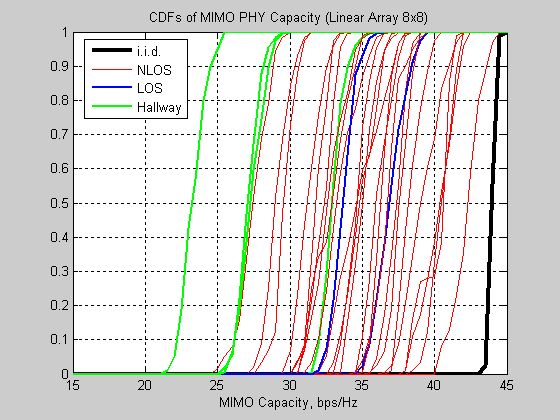 CDFs of MIMO PHY Capacity (Linear Array 8x8)
1
0.9
0.8
0.7
0.6
0.5
0.4
0.3
0.2
0.1
0
i.i.d.
NLOS
LOS
Hallway
15 20 25 30 35 40 45
MIMO Capacity, bps/Hz